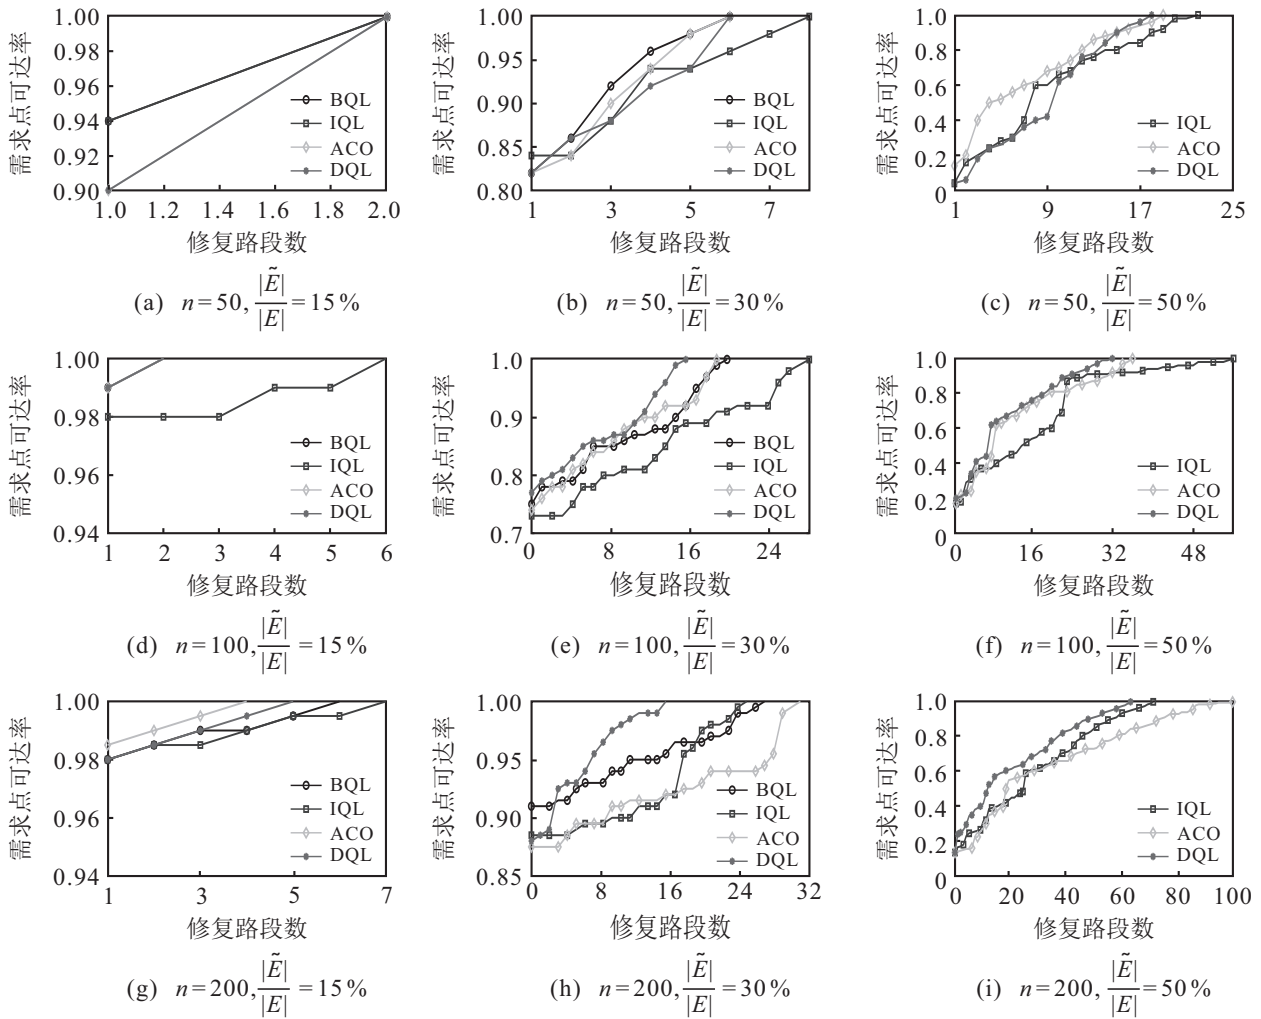 需求点可达率
1.00
0.98
0.96
0.94
0.92
0.90
1.0 1.2 1.4 1.6 1.8 2.0
BQL
IQL
ACO
DQL
修复路段数
(a) n=50, |Ẽ|/|E| =15%
需求点可达率
1.00
0.95
0.90
0.85
0.80
1 3 5 7
BQL
IQL
ACO
DQL
修复路段数
(b) n=50, |Ẽ|/|E| =30%
需求点可达率
1.0
0.8
0.6
0.4
0.2
0
1 9 17 25
IQL
ACO
DQL
修复路段数
(c) n=50, |Ẽ|/|E| =50%
需求点可达率
1.00
0.98
0.96
0.94
1 2 3 4 5 6
BQL
IQL
ACO
DQL
修复路段数
(d) n=100, |Ẽ|/|E| =15%
需求点可达率
1.0
0.9
0.8
0.7
0 8 16 24
BQL
IQL
ACO
DQL
修复路段数
(e) n=100, |Ẽ|/|E| =30%
需求点可达率
1.0
0.8
0.6
0.4
0.2
0
0 16 32 48
IQL
ACO
DQL
修复路段数
(f) n=100, |Ẽ|/|E| =50%
需求点可达率
1.00
0.98
0.96
0.94
1 3 5 7
BQL
IQL
ACO
DQL
修复路段数
(g) n=200, |Ẽ|/|E| =15%
需求点可达率
1.00
0.95
0.90
0.85
0 8 16 24 32
BQL
IQL
ACO
DQL
修复路段数
(h) n=200, |Ẽ|/|E| =30%
需求点可达率
1.0
0.8
0.6
0.4
0.2
0
0 20 40 60 80 100
IQL
ACO
DQL
修复路段数
(i) n=200, |Ẽ|/|E| =50%